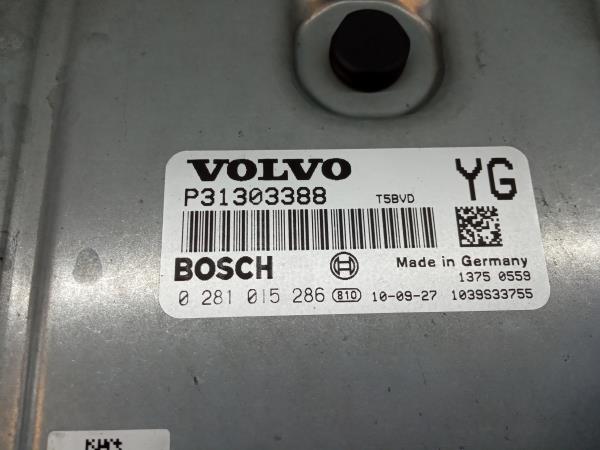 VOLVO
YG
P31303388 T5BVD
BOSCH Made in Germany
1375 0559
0 281 015 286 810 10-09-27 1039S33755